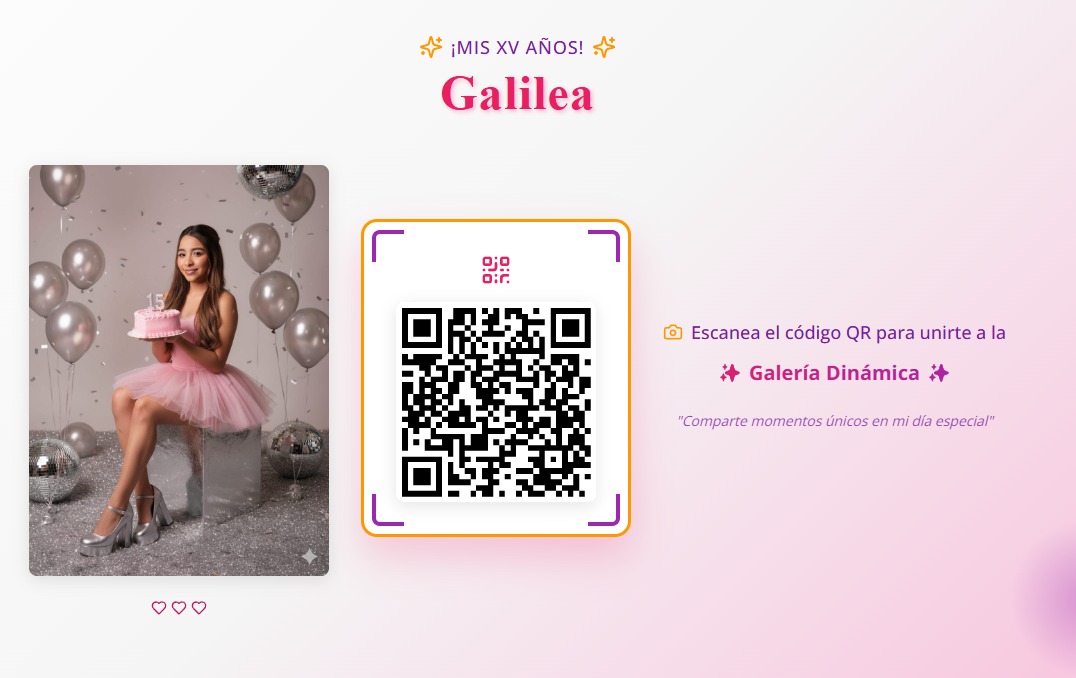 ¡MIS XV AÑOS!
Galilea
15
Escanea el código QR para unirte a la
Galería Dinámica
"Comparte momentos únicos en mi día especial"